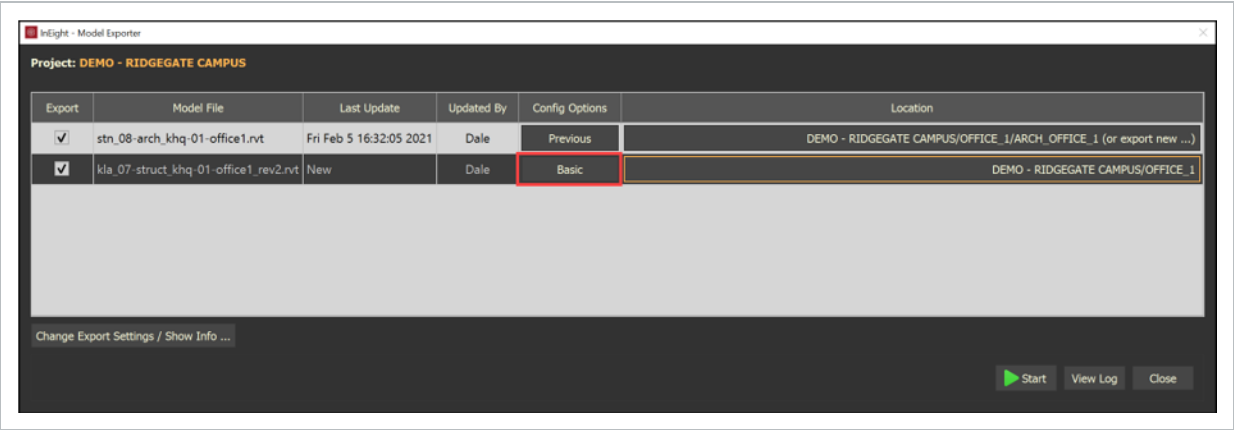 InEight - Model Exporter
Project: DEMO - RIDGEGATE CAMPUS
Export Model File Last Update Updated By Config Options Location
stn_08-arch_khq-01-office1.rvt Fri Feb 5 16:32:05 2021 Dale Previous DEMO - RIDGEGATE CAMPUS/OFFICE_1/ARCH_OFFICE_1 (or export new ...)
kla_07-struct_khq-01-office1_rev2.rvt New Dale Basic DEMO - RIDGEGATE CAMPUS/OFFICE_1
Change Export Settings / Show Info ...
Start View Log Close